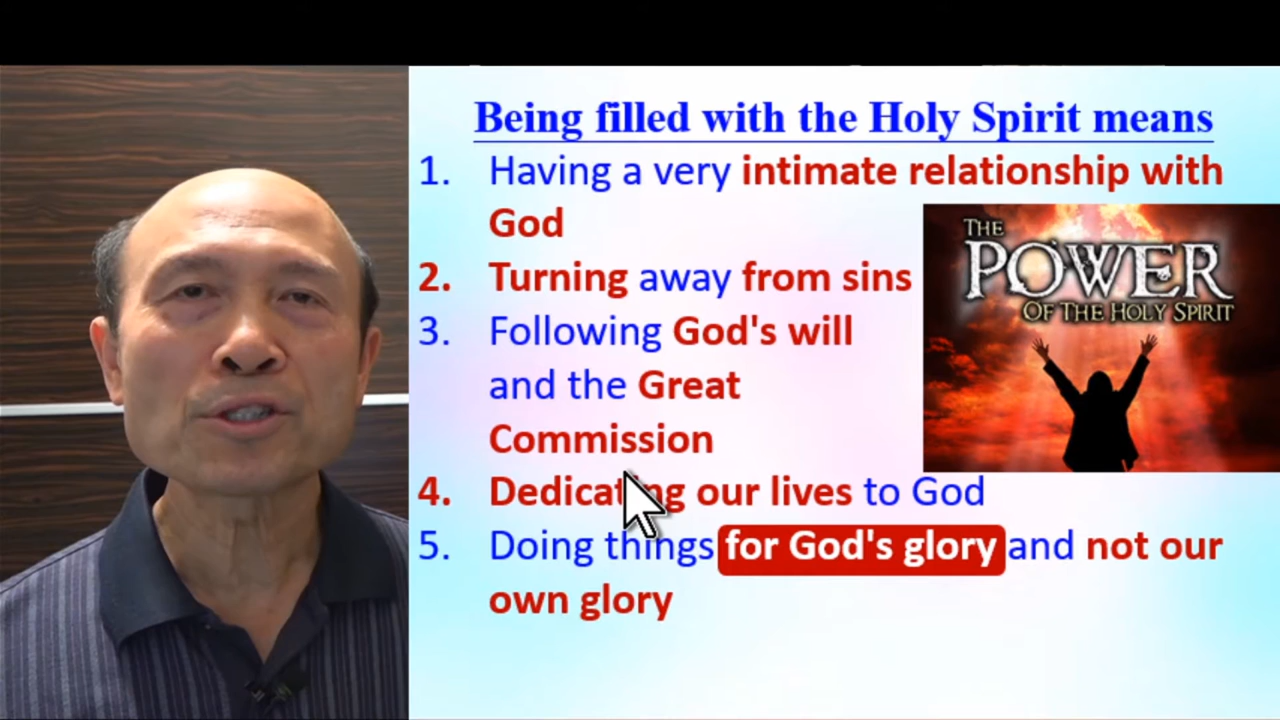 Being filled with the Holy Spirit means
1. Having a very intimate relationship with
God
2. Turning away from sins
3. Following God's will
and the Great
Commission
4. Dedicating our lives to God
5. Doing things for God's glory and not our
own glory
THE
POWER
OF THE HOLY SPIRIT